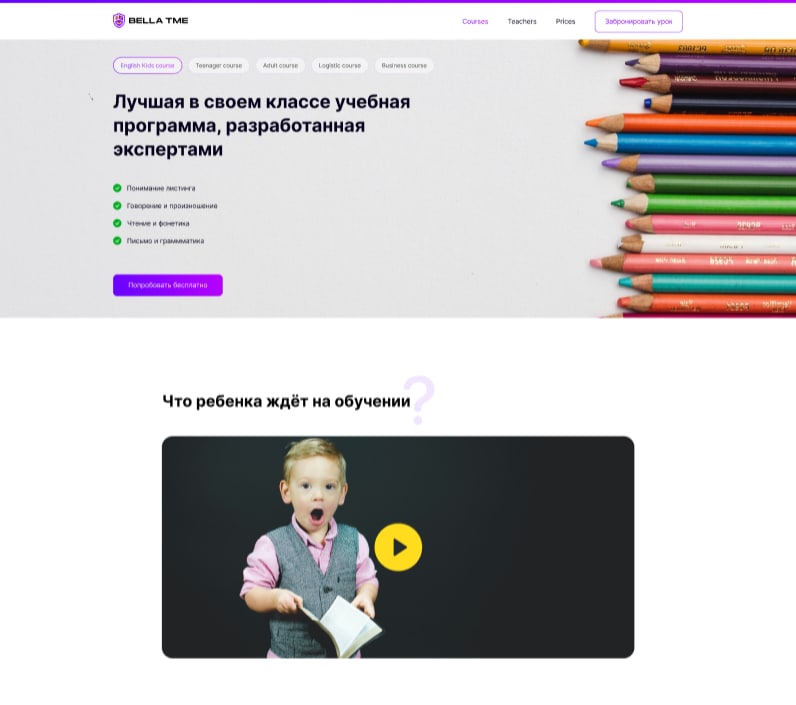 BELLA TME
Courses
Teachers
Prices
Забронировать урок
English Kids course
Teenager course
Adult course
Logistic course
Business course
Лучшая в своем классе учебная
программа, разработанная
экспертами
Понимание листинга
Говорение и произношение
Чтение и фонетика
Письмо и граммматика
Попробовать бесплатно
Что ребенка ждёт на обучении?